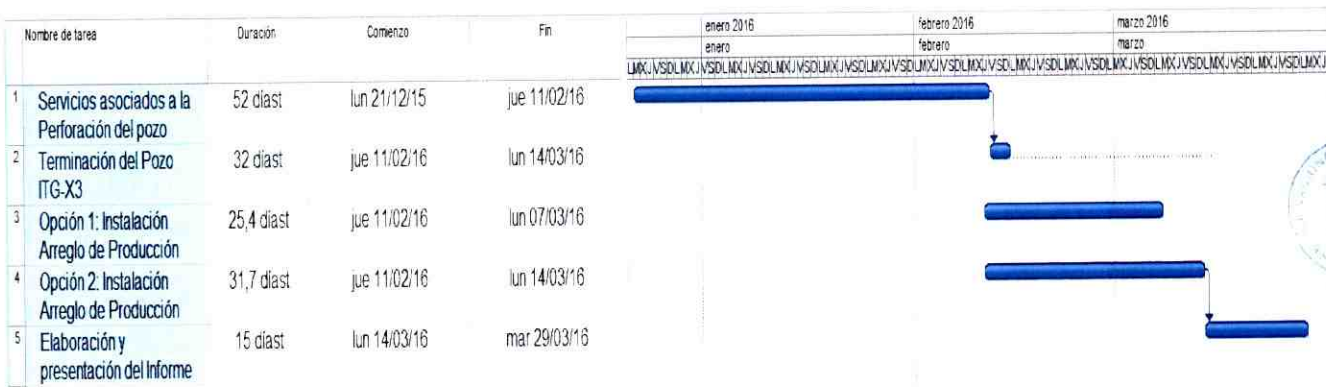 enero 2016 febrero 2016 marzo 2016
Nombre de tarea Duración Comienzo Fin
enero febrero marzo
LMXJVSDLMXJVSDLMXJVSDLMXJVSDLMXJVSDLMXJVSDLMXJVSDLMXJVSDLMXJVSDLMXJVSDLMXJVSDLMXJVSDLMXJVSDLMXJVSDLMXJ
1 Servicios asociados a la 52 díast lun 21/12/15 jue 11/02/16
Perforación del pozo
2 Terminación del Pozo 32 díast jue 11/02/16 lun 14/03/16
ITG-X3
3 Opción 1: Instalación 25,4 díast jue 11/02/16 lun 07/03/16
Arreglo de Producción
4 Opción 2: Instalación 31,7 díast jue 11/02/16 lun 14/03/16
Arreglo de Producción
5 Elaboración y 15 díast lun 14/03/16 mar 29/03/16
presentación del Informe